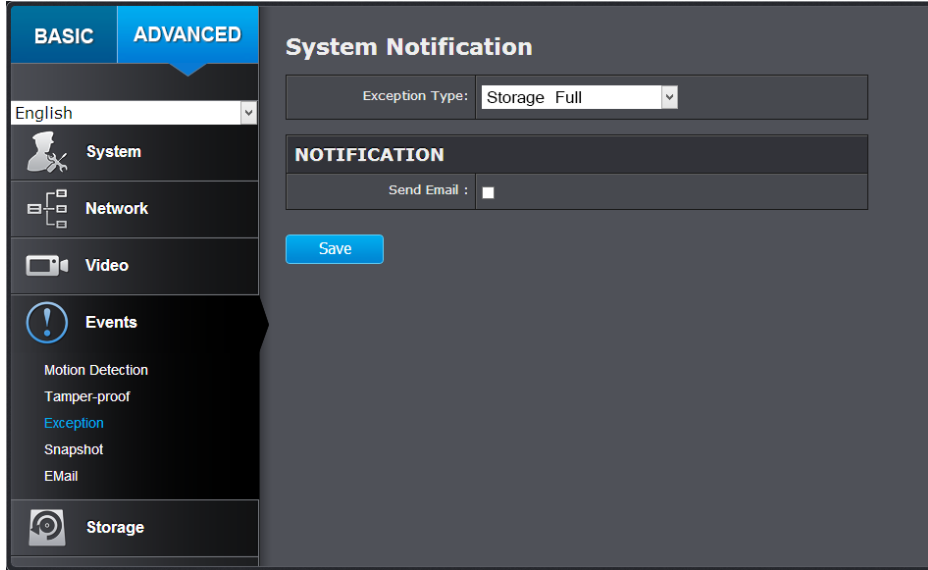 BASIC
ADVANCED
English
System
Network
Video
Events
Motion Detection
Tamper-proof
Exception
Snapshot
EMail
Storage
System Notification
Exception Type: Storage Full
NOTIFICATION
Send Email :
Save